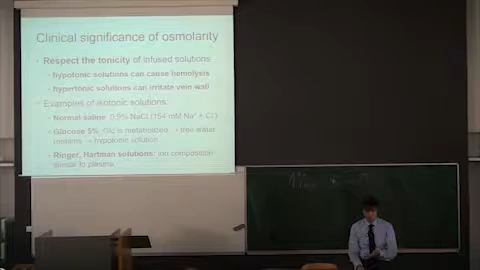 Clinical significance of osmolarity
Respect the tonicity of infused solutions
hypotonic solutions can cause hemolysis
hypertonic solutions can irritate vein wall
Examples of isotonic solutions:
Normal saline: 0,9% NaCl (154 mM Na⁺ + Cl⁻)
Glucose 5%, Glc is metabolized → free water
remains → hypotonic solution
Ringer, Hartman solutions: ion composition
similar to plasma